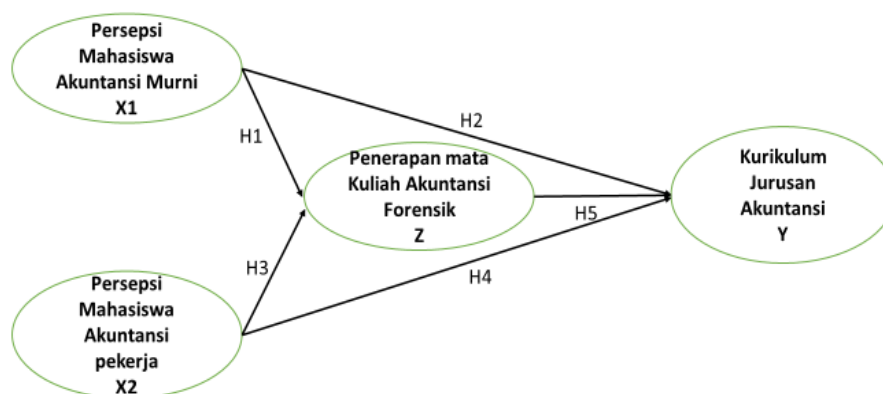 Persepsi
Mahasiswa
Akuntansi Murni
X1
H1
H2
Penerapan mata
Kuliah Akuntansi
Forensik
Z
Kurikulum
Jurusan
Akuntansi
Y
H5
H3
H4
Persepsi
Mahasiswa
Akuntansi
pekerja
X2